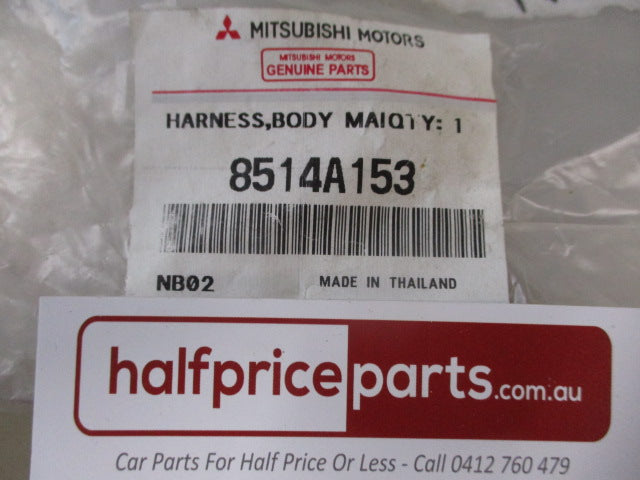 MITSUBISHI MOTORS
MITSUBISHI MOTORS
GENUINE PARTS
HARNESS,BODY MAIQTY: 1
8514A153
NB02 MADE IN THAILAND
halfpriceparts.com.au
Car Parts For Half Price Or Less - Call 0412 760 479